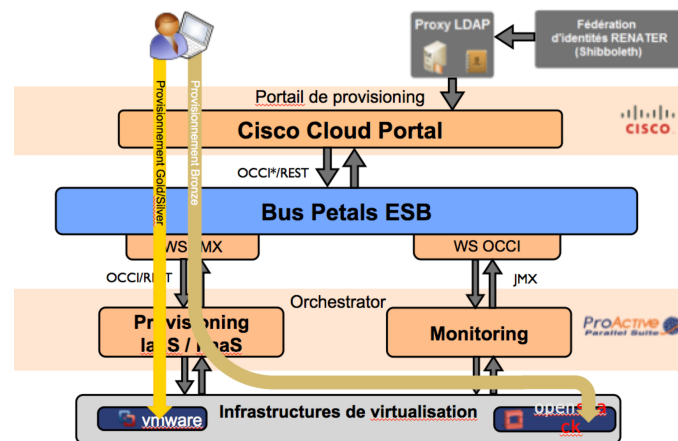 Proxy LDAP
Fédération
d'identités RENATER
(Shibboleth)
Portail de provisioning
Cisco Cloud Portal
CISCO
Provisionnement Gold/Silver
Provisionnement Bronze
OCCI*/REST
Bus Petals ESB
WS JMX
WS OCCI
OCCI/REST
JMX
Orchestrator
Provisioning
IaaS / PaaS
Monitoring
ProActive
Parallel Suite
Infrastructures de virtualisation
vmware
openstack